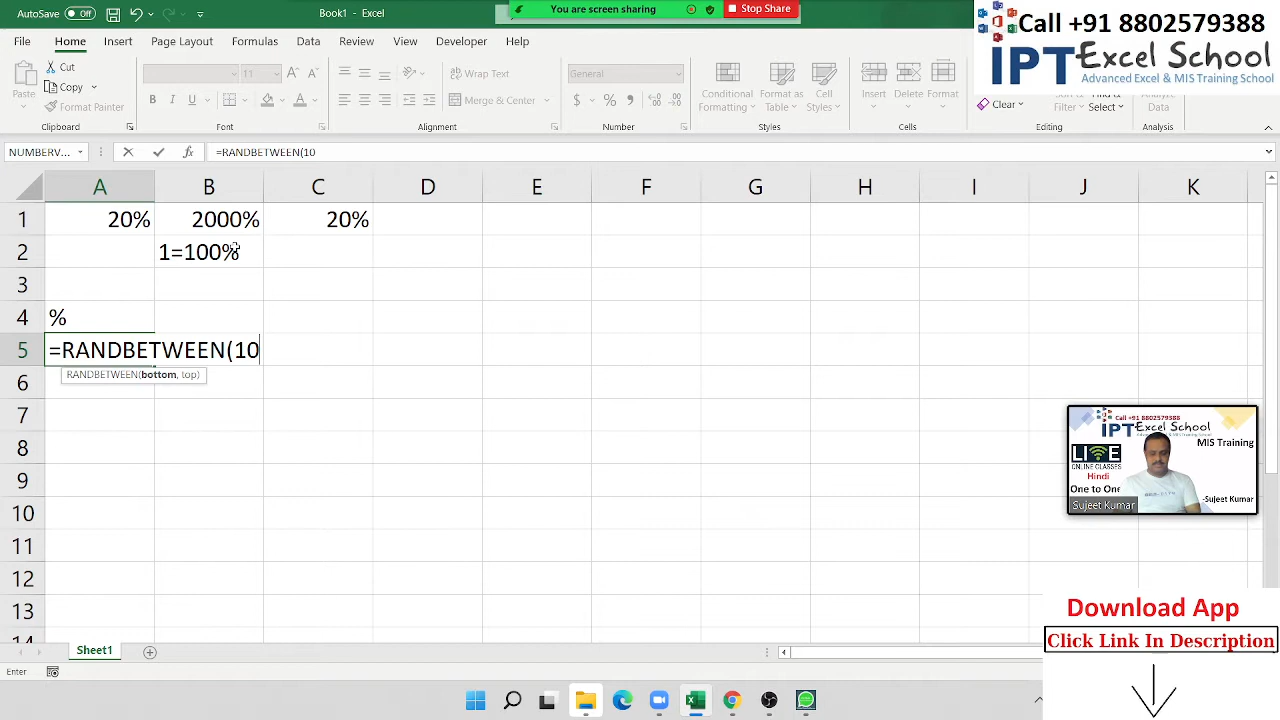 AutoSave Off
Book1 - Excel
You are screen sharing
Stop Share
Call +91 8802579388
IPT Excel School
Advanced Excel & MIS Training School
File Home Insert Page Layout Formulas Data Review View Developer Help
Paste
Cut
Copy
Format Painter
Clipboard
11
B I U
Font
Wrap Text
Merge & Center
Alignment
General
$ % ,
Number
Conditional Formatting
Format as Table
Cell Styles
Styles
Insert Delete Format
Cells
Clear
Filter
Select
Editing
Analyze Data
Analysis
NUMBERV...
fx
=RANDBETWEEN(10
A B C D E F G H I J K
1 20% 2000% 20%
2 1=100%
3
4 %
5 =RANDBETWEEN(10
RANDBETWEEN(bottom, top)
6
7
8
9
10
11
12
13
14
Call +91 8802579388
IPT Excel School
MIS Training
LIVE
ONLINE CLASSES
Hindi
One to One
-Sujeet Kumar
Sujeet Kumar
Download App
Click Link In Description
Sheet1
Enter